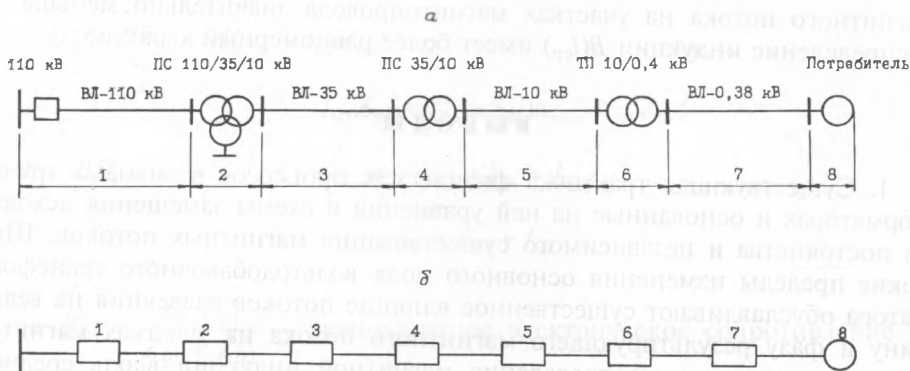 а
110 кВ
ПС 110/35/10 кВ
ПС 35/10 кВ
ТП 10/0,4 кВ
Потребитель
ВЛ-110 кВ
ВЛ-35 кВ
ВЛ-10 кВ
ВЛ-0,38 кВ
1
2
3
4
5
6
7
8
б
1
2
3
4
5
6
7
8